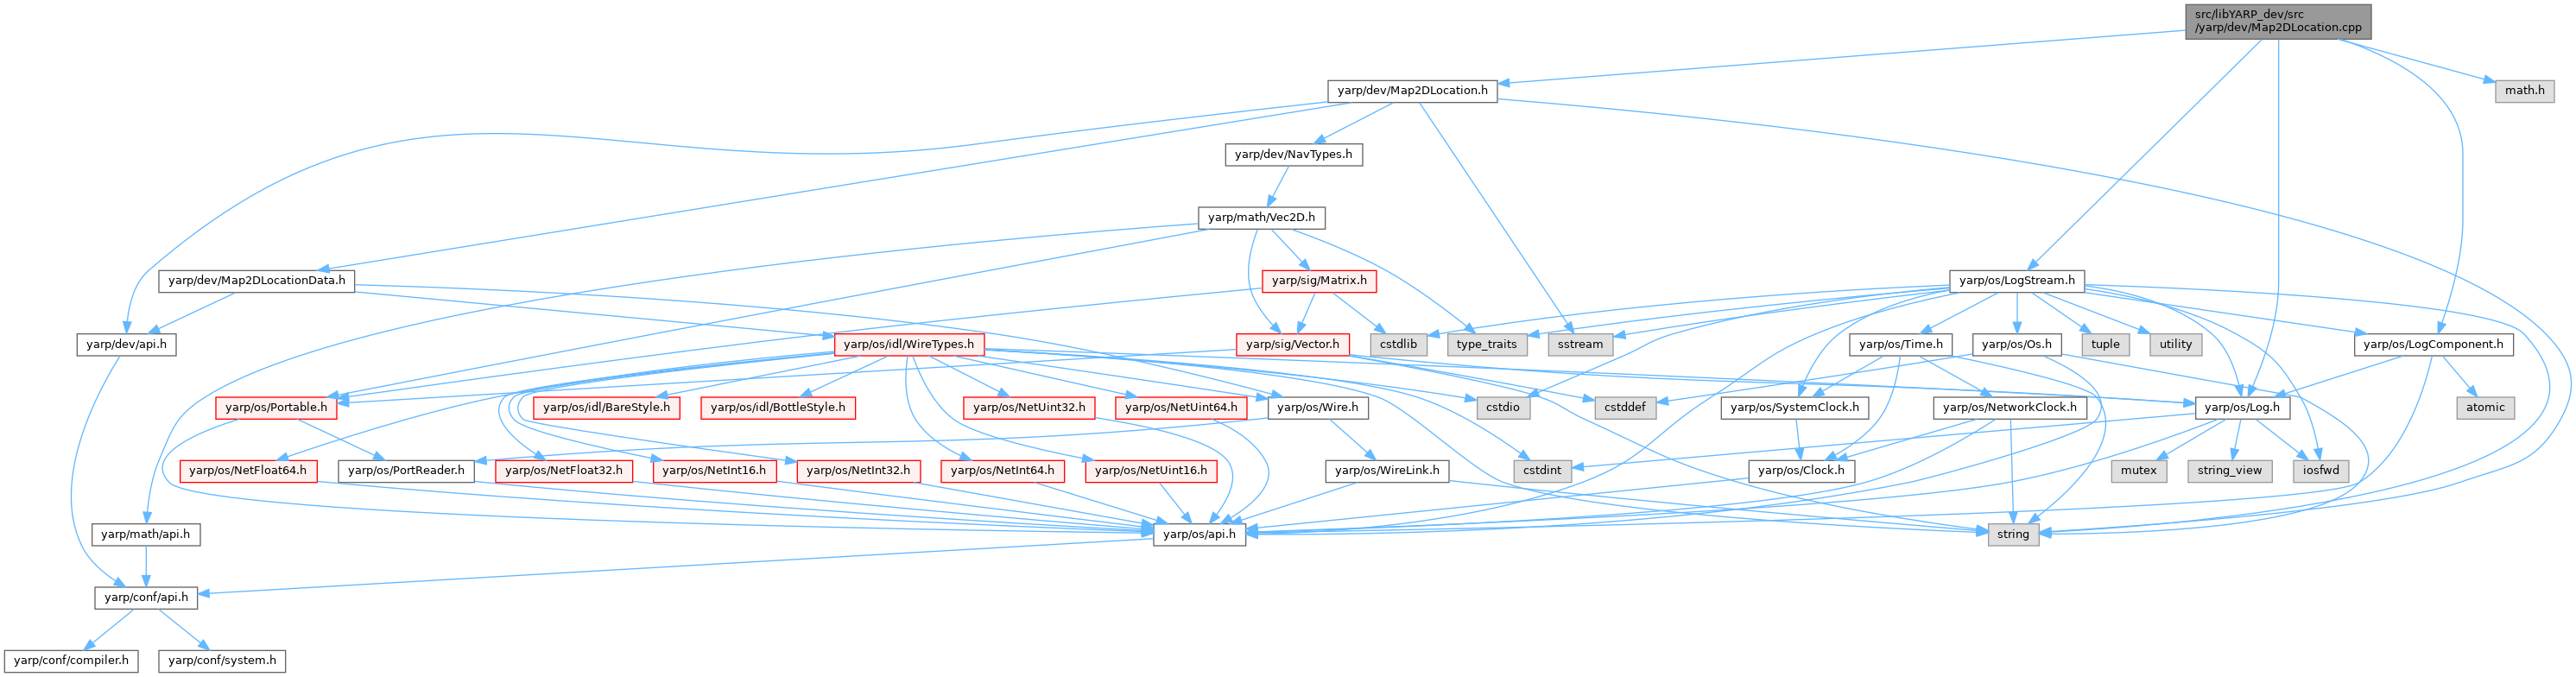 src/libYARP_dev/src
/yarp/dev/Map2DLocation.cpp
yarp/dev/Map2DLocation.h
math.h
yarp/dev/NavTypes.h
yarp/math/Vec2D.h
yarp/dev/Map2DLocationData.h
yarp/sig/Matrix.h
yarp/os/LogStream.h
yarp/dev/api.h
yarp/os/idl/WireTypes.h
yarp/sig/Vector.h
cstdlib
type_traits
sstream
yarp/os/Time.h
yarp/os/Os.h
tuple
utility
yarp/os/LogComponent.h
yarp/os/Portable.h
yarp/os/idl/BareStyle.h
yarp/os/idl/BottleStyle.h
yarp/os/NetUint32.h
yarp/os/NetUint64.h
yarp/os/Wire.h
cstdio
cstddef
yarp/os/SystemClock.h
yarp/os/NetworkClock.h
yarp/os/Log.h
atomic
yarp/os/NetFloat64.h
yarp/os/PortReader.h
yarp/os/NetFloat32.h
yarp/os/NetInt16.h
yarp/os/NetInt32.h
yarp/os/NetInt64.h
yarp/os/NetUint16.h
yarp/os/WireLink.h
cstdint
yarp/os/Clock.h
mutex
string_view
iosfwd
yarp/math/api.h
yarp/os/api.h
string
yarp/conf/api.h
yarp/conf/compiler.h
yarp/conf/system.h